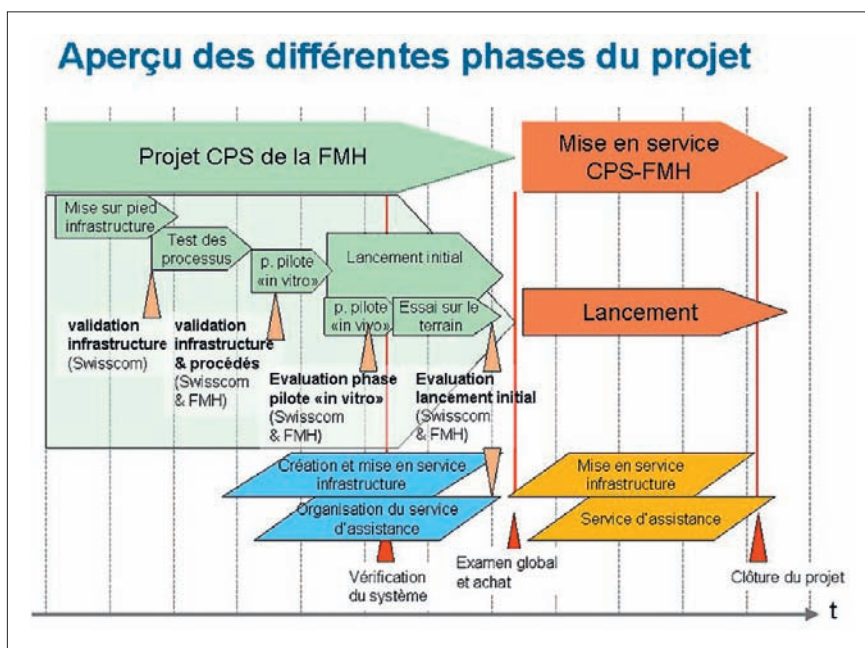 Aperçu des différentes phases du projet
Projet CPS de la FMH
Mise en service
CPS-FMH
Mise sur pied
infrastructure
Test des
processus
p. pilote
«in vitro»
Lancement initial
p. pilote
«in vivo»
Essai sur le
terrain
Lancement
validation
infrastructure
(Swisscom)
validation
infrastructure
& procédés
(Swisscom
& FMH)
Evaluation phase
pilote «in vitro»
(Swisscom
& FMH)
Evaluation
lancement initial
(Swisscom
& FMH)
Création et mise en service
infrastructure
Mise en service
infrastructure
Organisation du service
d'assistance
Service d'assistance
Vérification
du système
Examen global
et achat
Clôture du projet
t